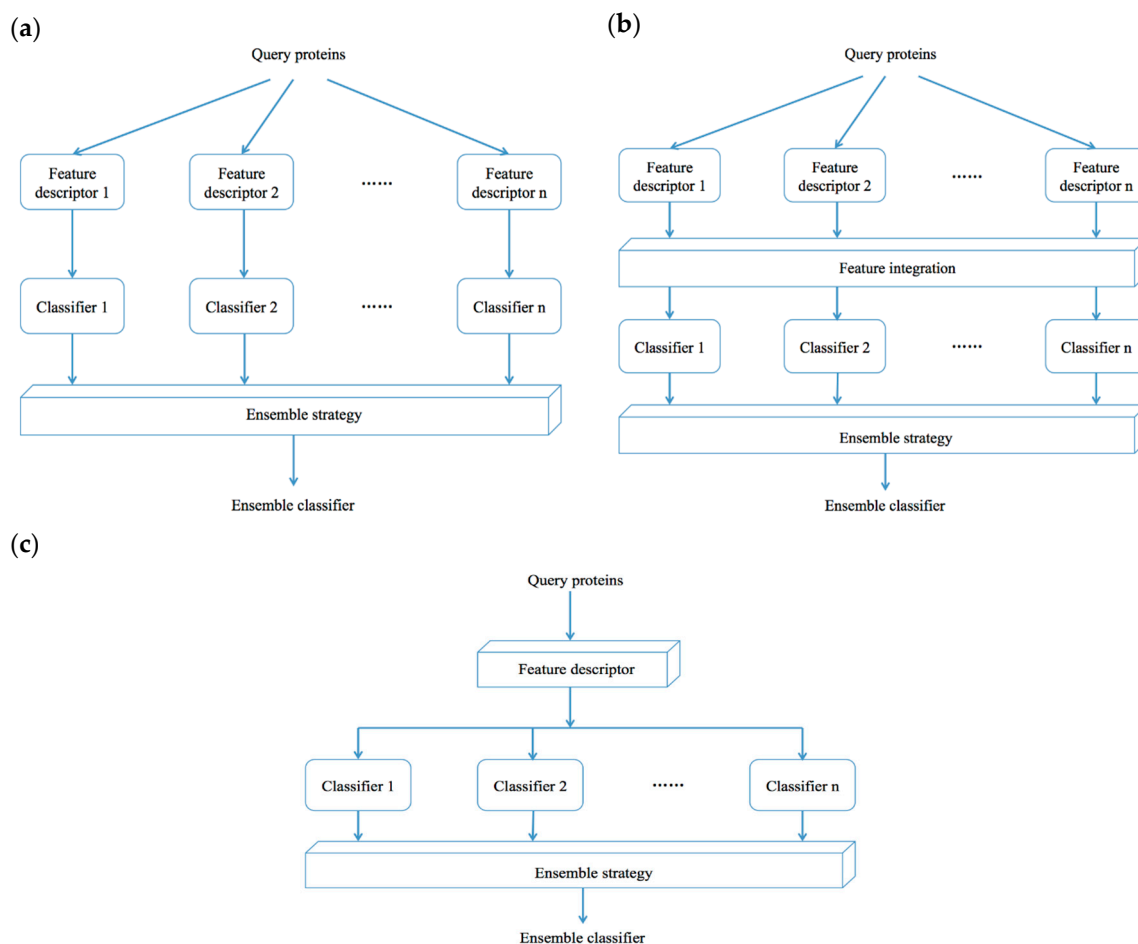 (a)
Query proteins
Feature
descriptor 1
Feature
descriptor 2
......
Feature
descriptor n
Classifier 1
Classifier 2
......
Classifier n
Ensemble strategy
Ensemble classifier
(b)
Query proteins
Feature
descriptor 1
Feature
descriptor 2
......
Feature
descriptor n
Feature integration
Classifier 1
Classifier 2
......
Classifier n
Ensemble strategy
Ensemble classifier
(c)
Query proteins
Feature descriptor
Classifier 1
Classifier 2
......
Classifier n
Ensemble strategy
Ensemble classifier